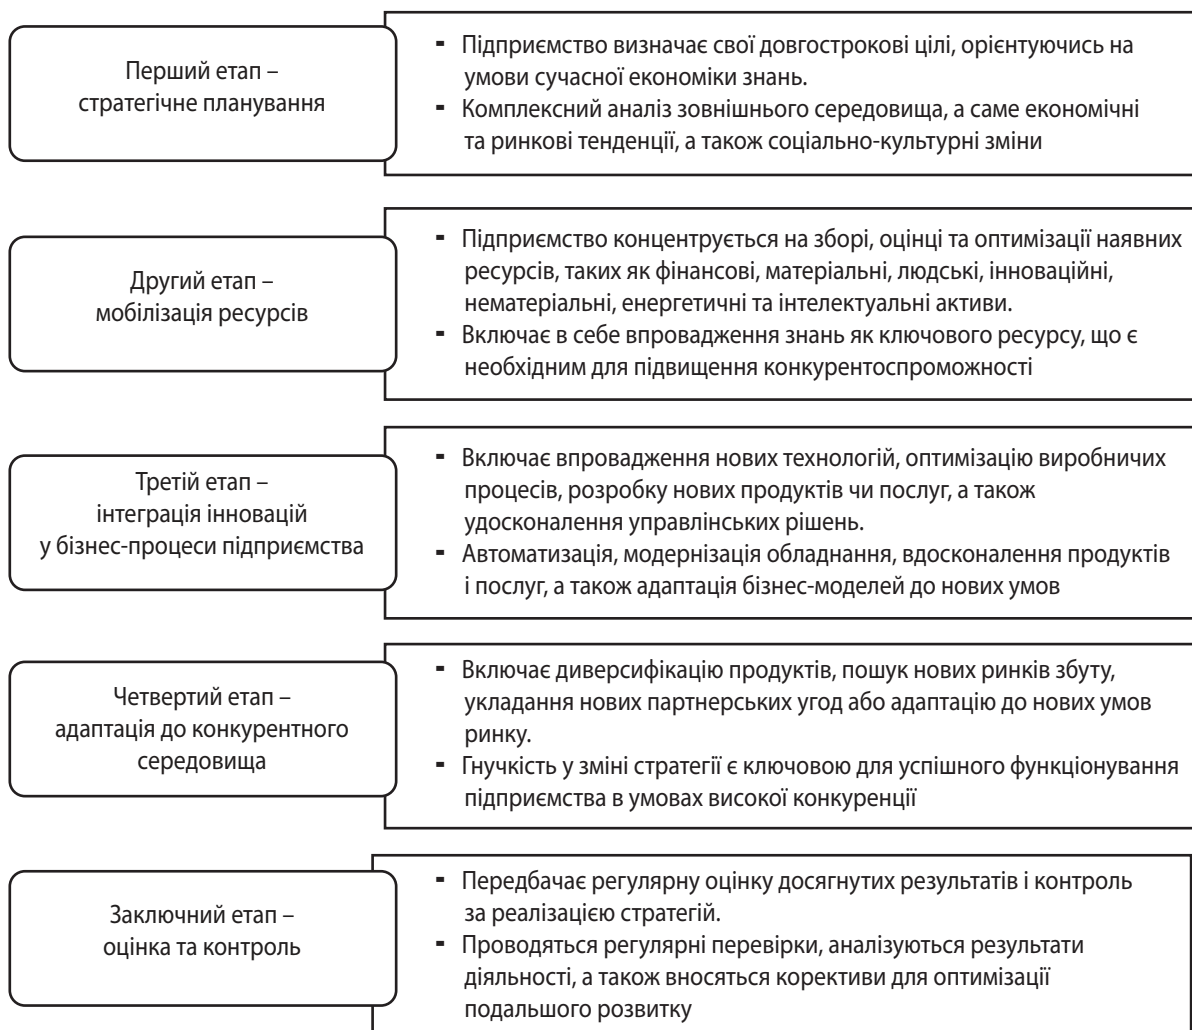 Перший етап –
стратегічне планування
- Підприємство визначає свої довгострокові цілі, орієнтуючись на
умови сучасної економіки знань.
- Комплексний аналіз зовнішнього середовища, а саме економічні
та ринкові тенденції, а також соціально-культурні зміни
Другий етап –
мобілізація ресурсів
- Підприємство концентрується на зборі, оцінці та оптимізації наявних
ресурсів, таких як фінансові, матеріальні, людські, інноваційні,
нематеріальні, енергетичні та інтелектуальні активи.
- Включає в себе впровадження знань як ключового ресурсу, що є
необхідним для підвищення конкурентоспроможності
Третій етап –
інтеграція інновацій
у бізнес-процеси підприємства
- Включає впровадження нових технологій, оптимізацію виробничих
процесів, розробку нових продуктів чи послуг, а також
удосконалення управлінських рішень.
- Автоматизація, модернізація обладнання, вдосконалення продуктів
і послуг, а також адаптація бізнес-моделей до нових умов
Четвертий етап –
адаптація до конкурентного
середовища
- Включає диверсифікацію продуктів, пошук нових ринків збуту,
укладання нових партнерських угод або адаптацію до нових умов
ринку.
- Гнучкість у зміні стратегії є ключовою для успішного функціонування
підприємства в умовах високої конкуренції
Заключний етап –
оцінка та контроль
- Передбачає регулярну оцінку досягнутих результатів і контроль
за реалізацією стратегій.
- Проводяться регулярні перевірки, аналізуються результати
діяльності, а також вносяться корективи для оптимізації
подальшого розвитку